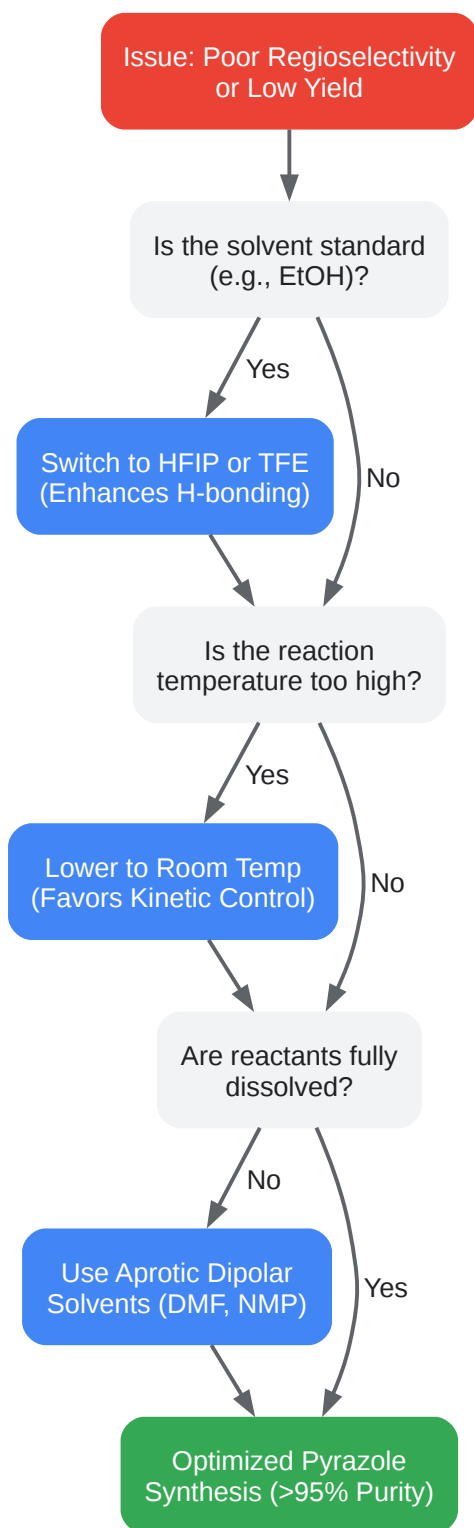 Issue: Poor Regioselectivity
or Low Yield
Is the solvent standard
(e.g., EtOH)?
Yes
Switch to HFIP or TFE
(Enhances H-bonding)
No
Is the reaction
temperature too high?
Yes
Lower to Room Temp
(Favors Kinetic Control)
No
Are reactants fully
dissolved?
No
Use Aprotic Dipolar
Solvents (DMF, NMP)
Yes
Optimized Pyrazole
Synthesis (>95% Purity)